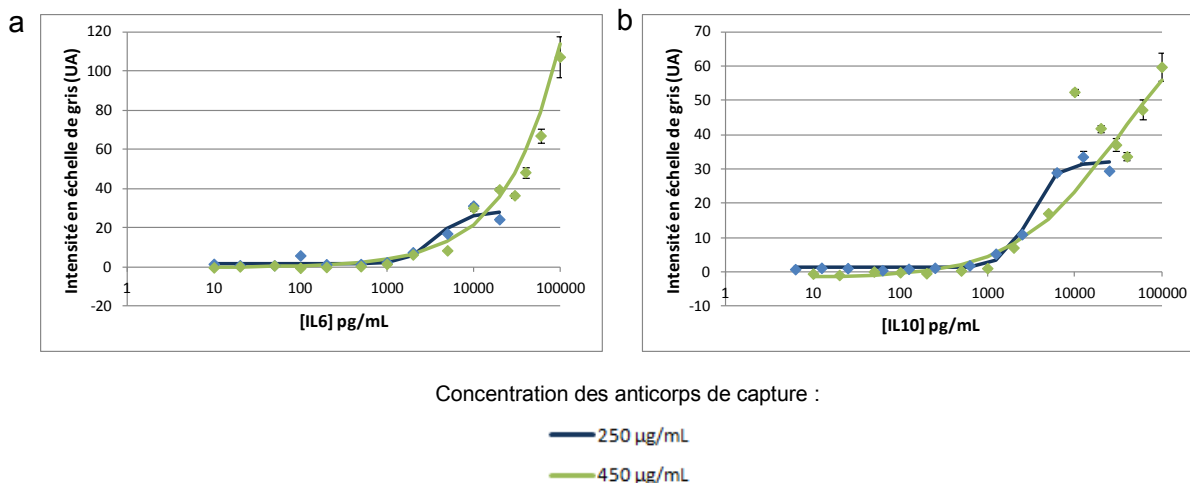 a
Intensité en échelle de gris (UA)
120
100
80
60
40
20
0
-20
1 10 100 1000 10000 100000
[IL6] pg/mL
b
Intensité en échelle de gris (UA)
70
60
50
40
30
20
10
0
-10
1 10 100 1000 10000 100000
[IL10] pg/mL
Concentration des anticorps de capture :
250 µg/mL
450 µg/mL